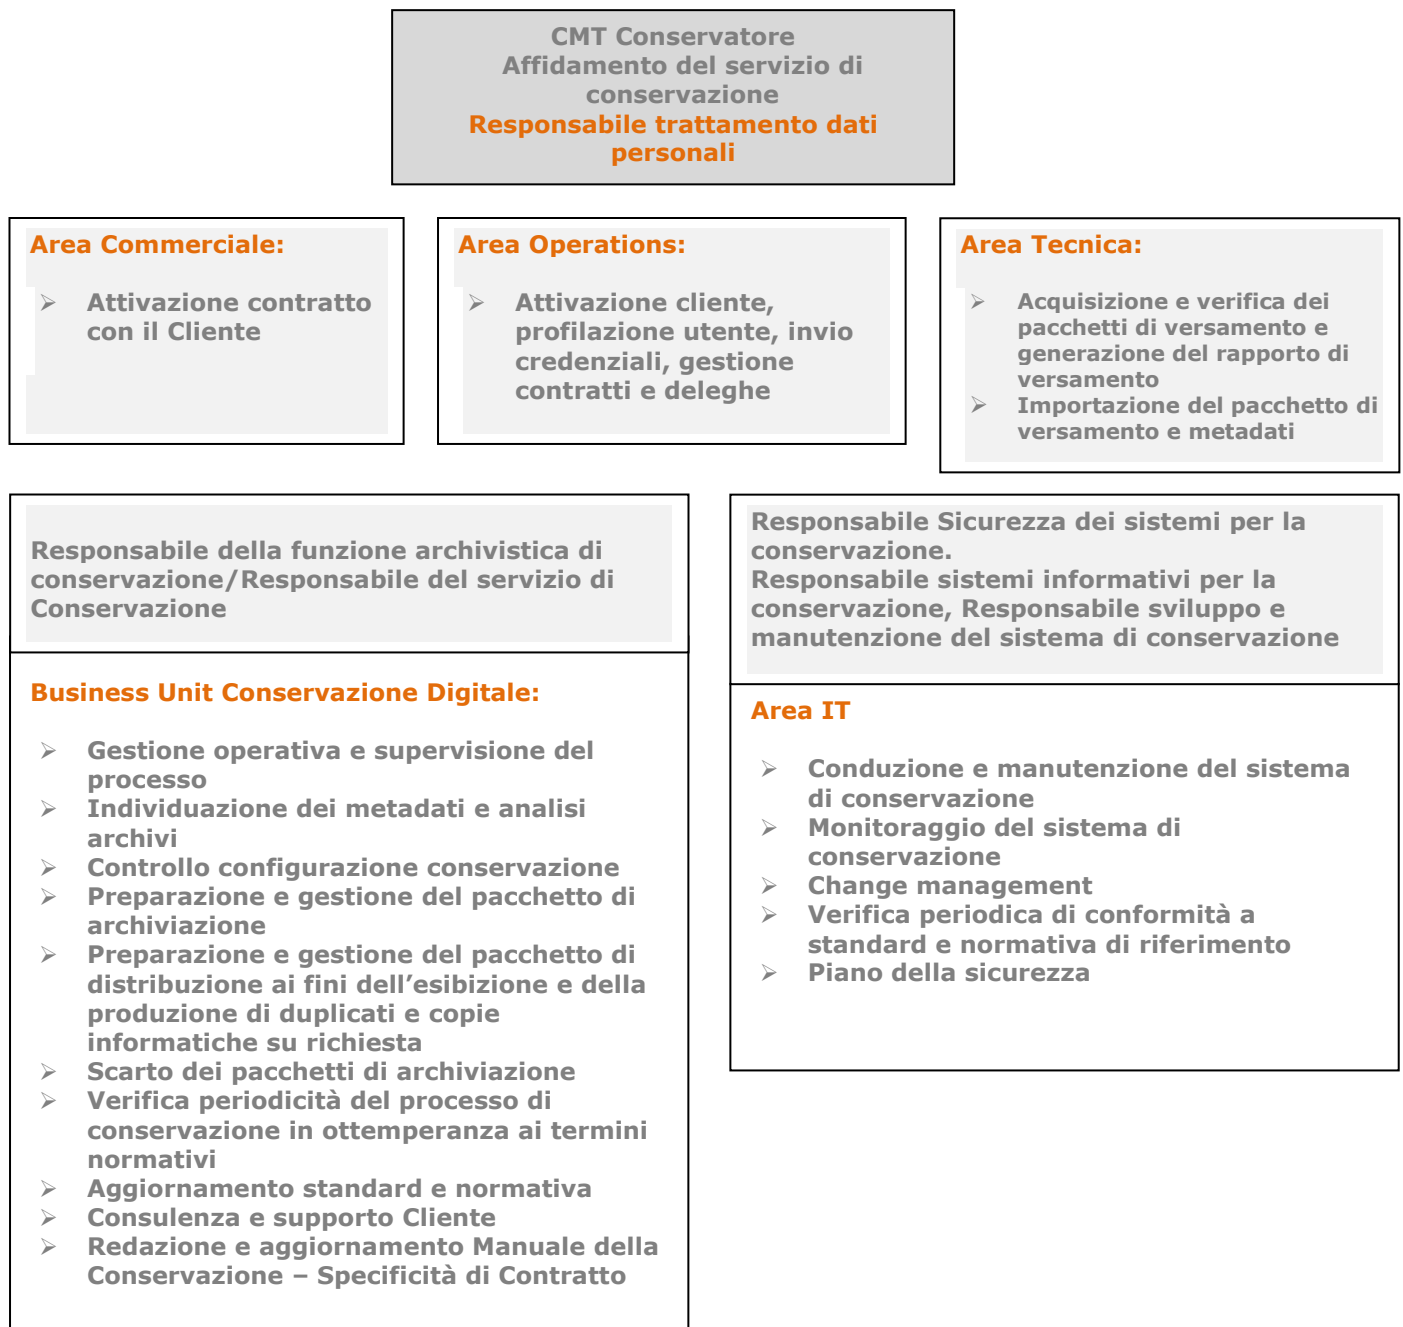 CMT Conservatore
Affidamento del servizio di
conservazione
Responsabile trattamento dati
personali
Area Commerciale:
➢ Attivazione contratto
con il Cliente
Area Operations:
➢ Attivazione cliente,
profilazione utente, invio
credenziali, gestione
contratti e deleghe
Area Tecnica:
➢ Acquisizione e verifica dei
pacchetti di versamento e
generazione del rapporto di
versamento
➢ Importazione del pacchetto di
versamento e metadati
Responsabile della funzione archivistica di
conservazione/Responsabile del servizio di
Conservazione
Business Unit Conservazione Digitale:
➢ Gestione operativa e supervisione del
processo
➢ Individuazione dei metadati e analisi
archivi
➢ Controllo configurazione conservazione
➢ Preparazione e gestione del pacchetto di
archiviazione
➢ Preparazione e gestione del pacchetto di
distribuzione ai fini dell’esibizione e della
produzione di duplicati e copie
informatiche su richiesta
➢ Scarto dei pacchetti di archiviazione
➢ Verifica periodicità del processo di
conservazione in ottemperanza ai termini
normativi
➢ Aggiornamento standard e normativa
➢ Consulenza e supporto Cliente
➢ Redazione e aggiornamento Manuale della
Conservazione – Specificità di Contratto
Responsabile Sicurezza dei sistemi per la
conservazione.
Responsabile sistemi informativi per la
conservazione, Responsabile sviluppo e
manutenzione del sistema di conservazione
Area IT
➢ Conduzione e manutenzione del sistema
di conservazione
➢ Monitoraggio del sistema di
conservazione
➢ Change management
➢ Verifica periodica di conformità a
standard e normativa di riferimento
➢ Piano della sicurezza